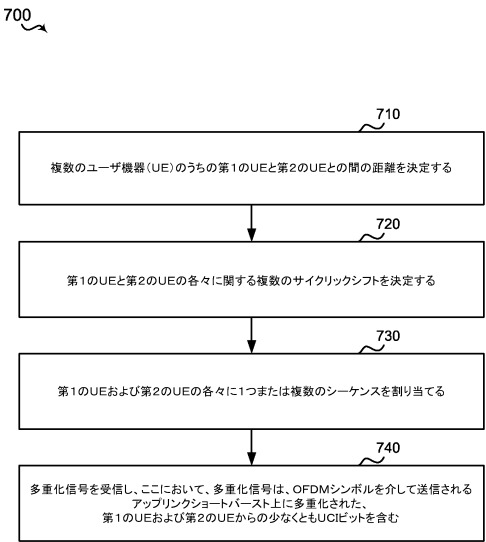 700
710
複数のユーザ機器(UE)のうちの第1のUEと第2のUEとの間の距離を決定する
720
第1のUEと第2のUEの各々に関する複数のサイクリックシフトを決定する
730
第1のUEおよび第2のUEの各々に1つまたは複数のシーケンスを割り当てる
740
多重化信号を受信し、ここにおいて、多重化信号は、OFDMシンボルを介して送信される
アップリンクショートバースト上に多重化された、
第1のUEおよび第2のUEからの少なくともUCIビットを含む